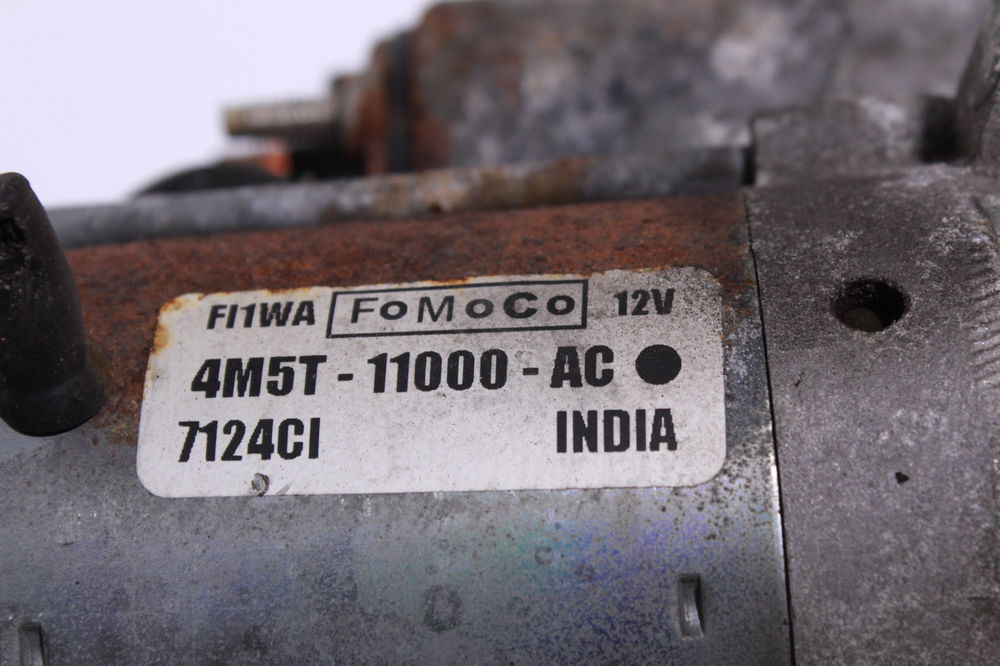 FI1WA FoMoCo 12V
4M5T - 11000 - AC
7124CI INDIA